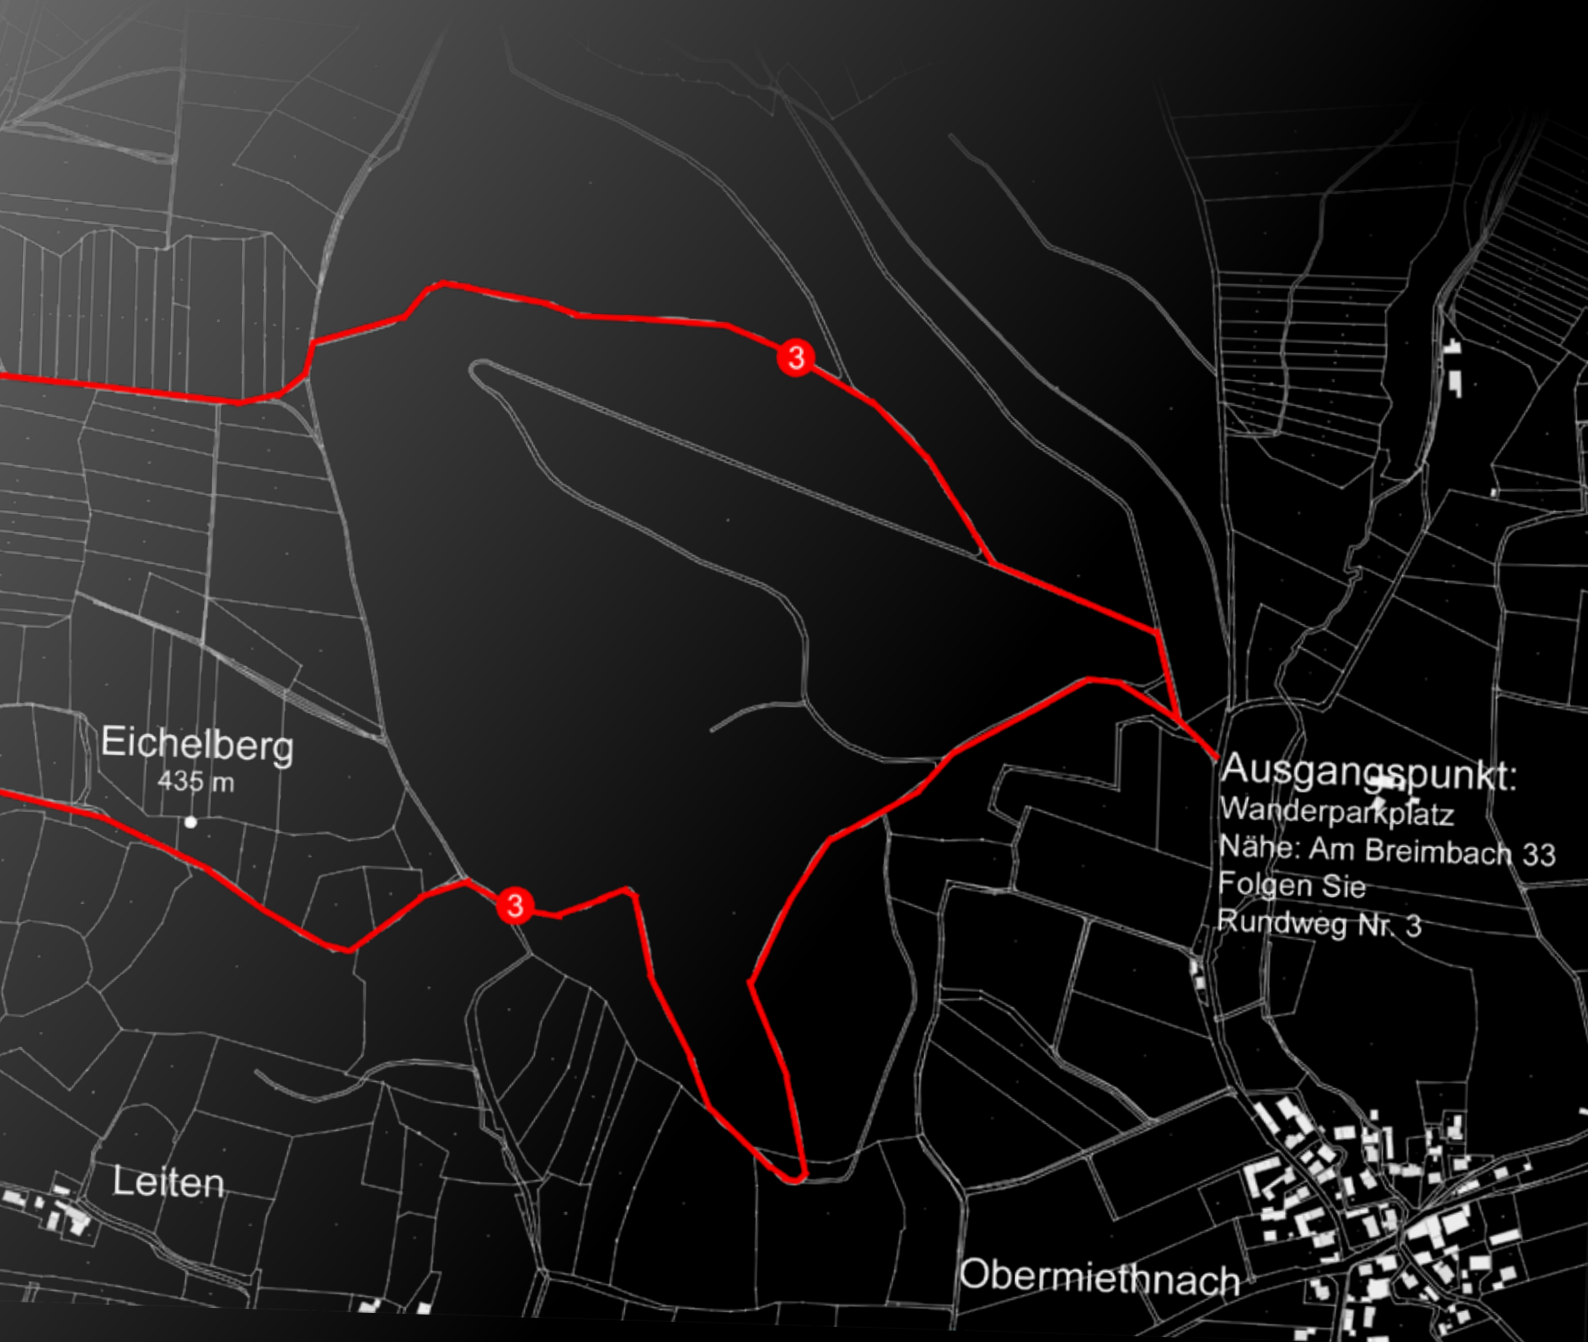 3
Eichelberg
435 m
Ausgangspunkt:
Wanderparkplatz
Nähe: Am Breimbach 33
Folgen Sie
Rundweg Nr. 3
3
Leiten
Obermiethnach